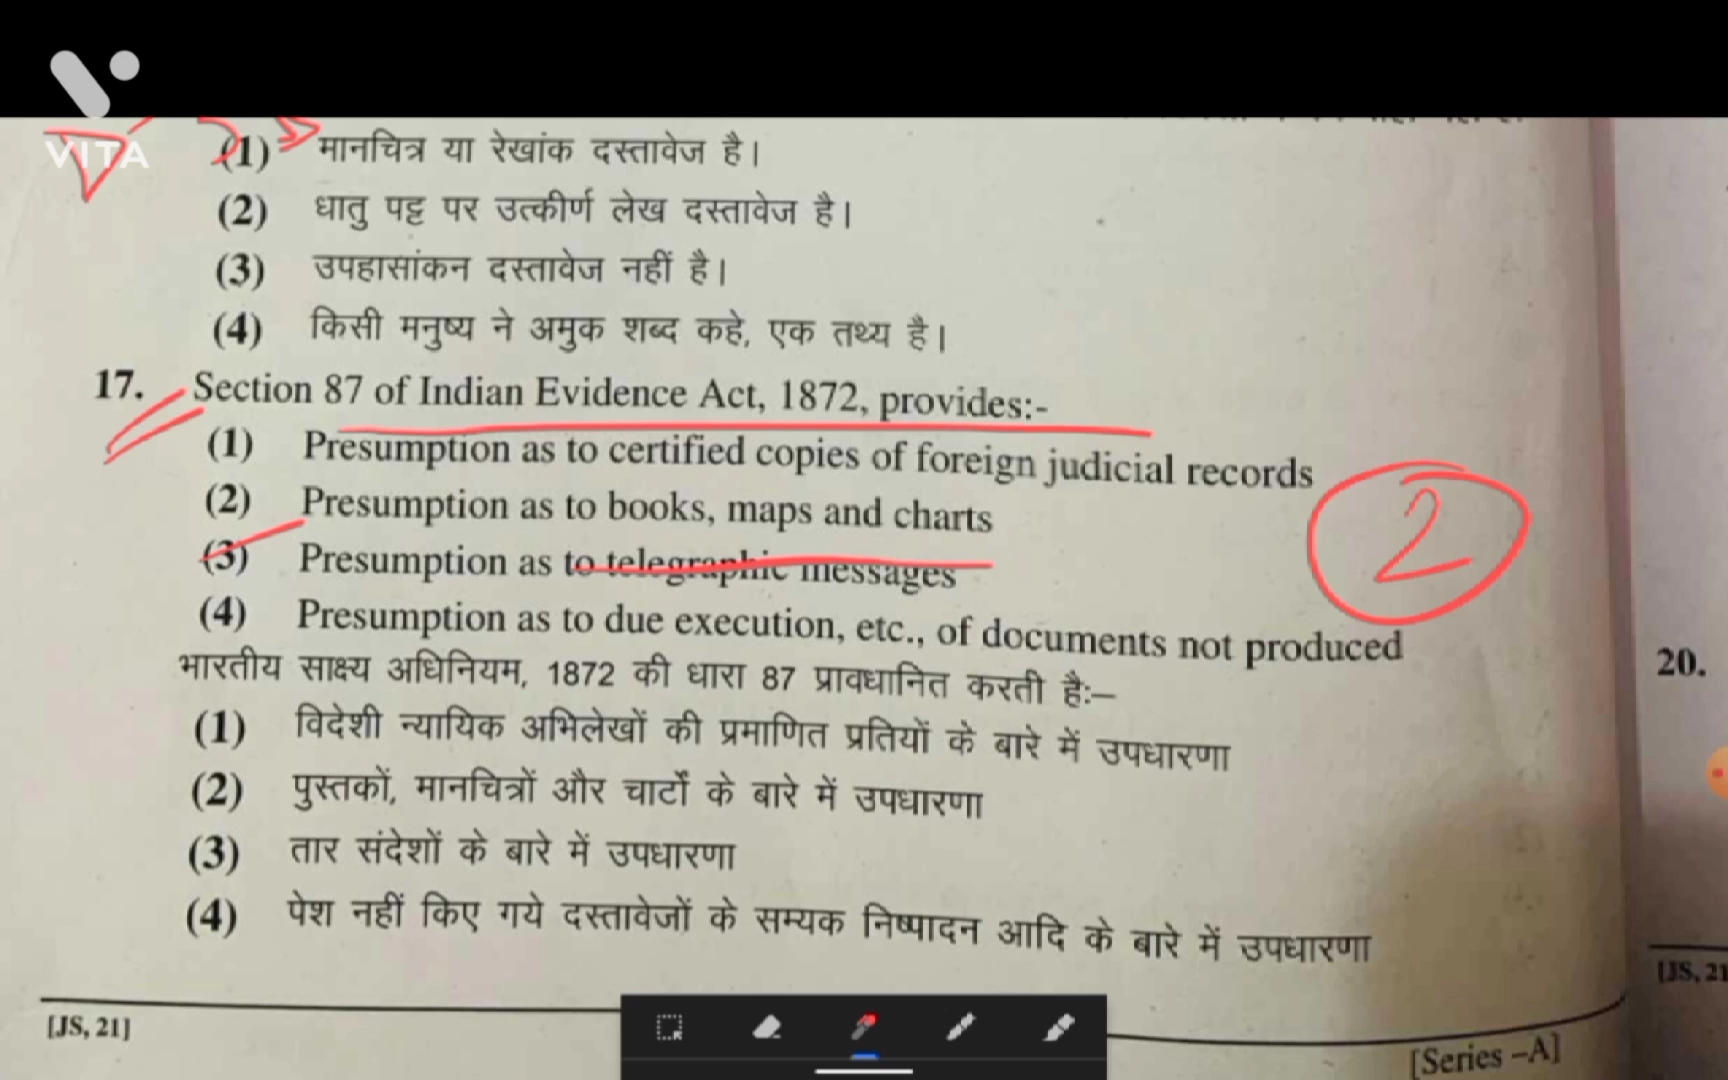 VITA
(1) मानचित्र या रेखांक दस्तावेज है।
(2) धातु पट्ट पर उत्कीर्ण लेख दस्तावेज है।
(3) उपहासांकन दस्तावेज नहीं है।
(4) किसी मनुष्य ने अमुक शब्द कहे, एक तथ्य है।
17. Section 87 of Indian Evidence Act, 1872, provides:-
(1) Presumption as to certified copies of foreign judicial records
(2) Presumption as to books, maps and charts
2
(3) Presumption as to telegraphic messages
(4) Presumption as to due execution, etc., of documents not produced
भारतीय साक्ष्य अधिनियम, 1872 की धारा 87 प्रावधानित करती है:–
(1) विदेशी न्यायिक अभिलेखों की प्रमाणित प्रतियों के बारे में उपधारणा
(2) पुस्तकों, मानचित्रों और चार्टों के बारे में उपधारणा
(3) तार संदेशों के बारे में उपधारणा
(4) पेश नहीं किए गये दस्तावेजों के सम्यक निष्पादन आदि के बारे में उपधारणा
[JS, 21]
[Series –A]
20.
[JS, 21